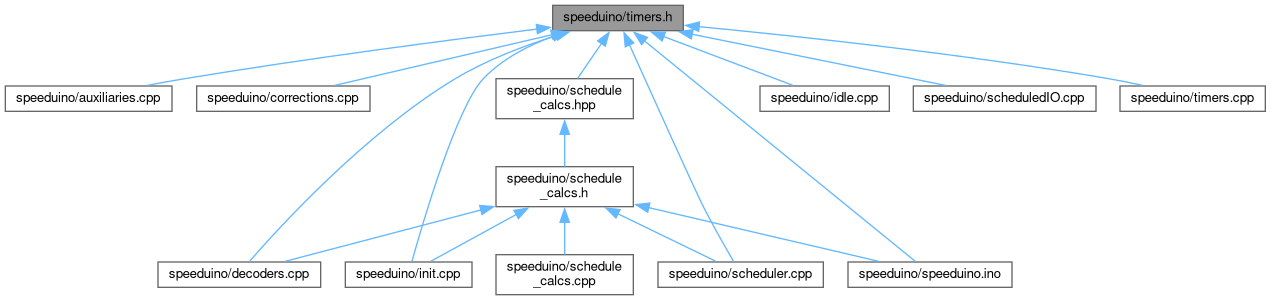 speeduino/timers.h
speeduino/auxiliaries.cpp
speeduino/corrections.cpp
speeduino/schedule
_calcs.hpp
speeduino/idle.cpp
speeduino/scheduledIO.cpp
speeduino/timers.cpp
speeduino/schedule
_calcs.h
speeduino/decoders.cpp
speeduino/init.cpp
speeduino/schedule
_calcs.cpp
speeduino/scheduler.cpp
speeduino/speeduino.ino